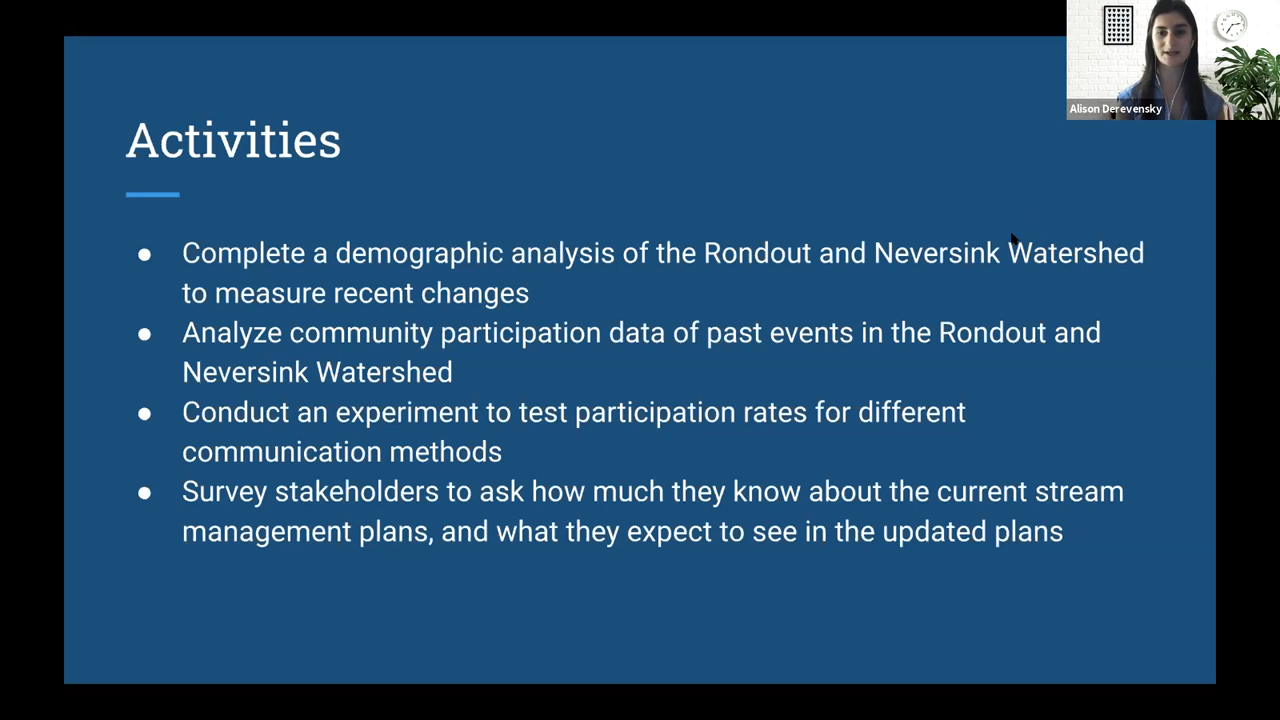 Alison Derevensky
Activities
● Complete a demographic analysis of the Rondout and Neversink Watershed
to measure recent changes
● Analyze community participation data of past events in the Rondout and
Neversink Watershed
● Conduct an experiment to test participation rates for different
communication methods
● Survey stakeholders to ask how much they know about the current stream
management plans, and what they expect to see in the updated plans